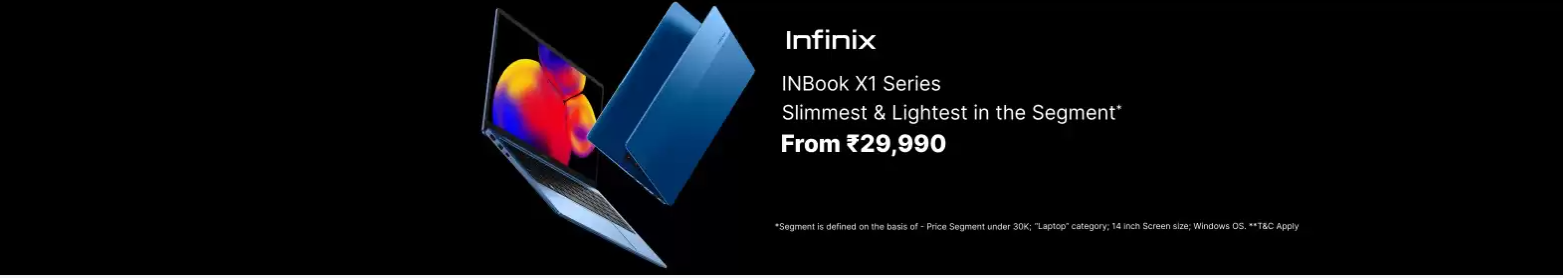 Infinix
INBook X1 Series
Slimmest & Lightest in the Segment*
From ₹29,990
*Segment is defined on the basis of - Price Segment under 30K; "Laptop" category; 14 inch Screen size; Windows OS. **T&C Apply